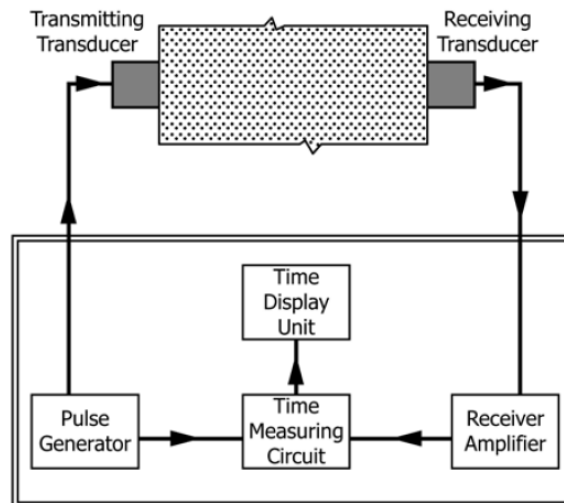 Transmitting
Transducer
Receiving
Transducer
Time
Display
Unit
Pulse
Generator
Time
Measuring
Circuit
Receiver
Amplifier